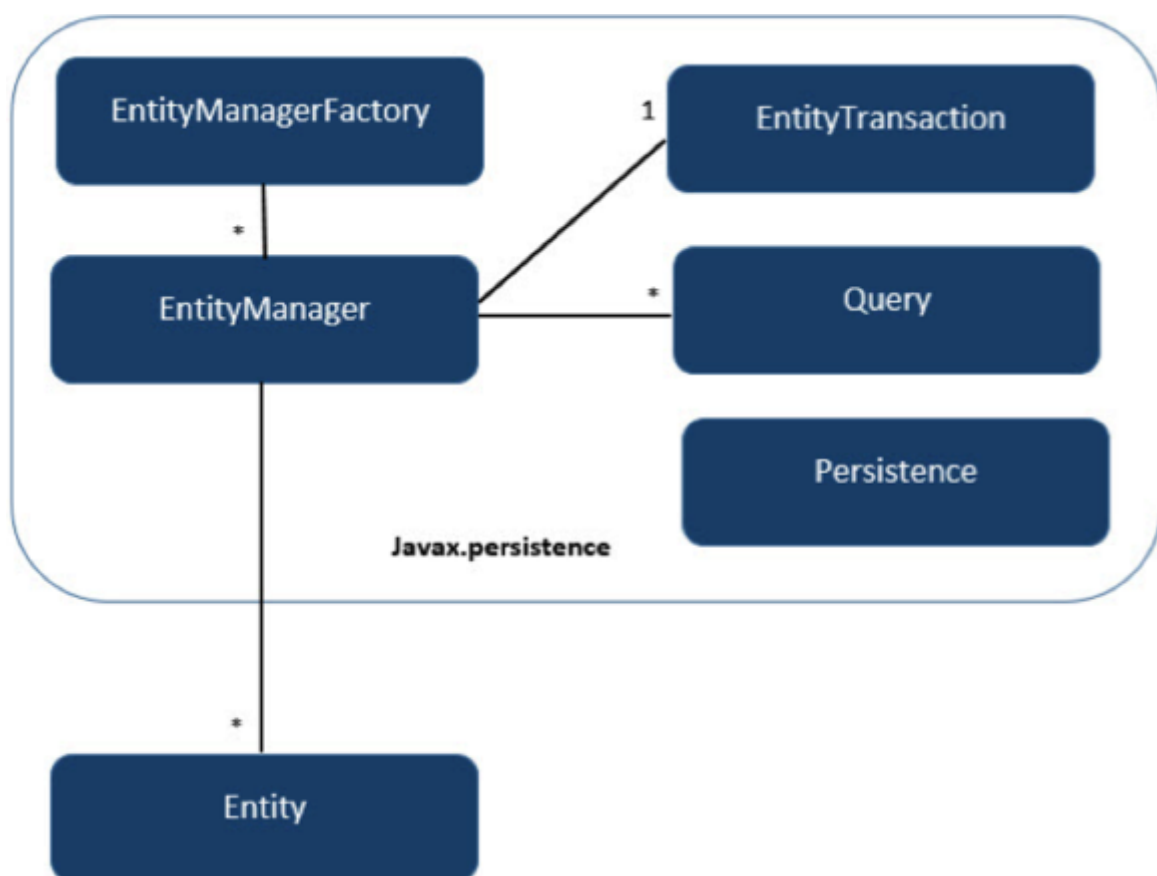 EntityManagerFactory
1
EntityTransaction
*
EntityManager
*
Query
Persistence
Javax.persistence
*
Entity